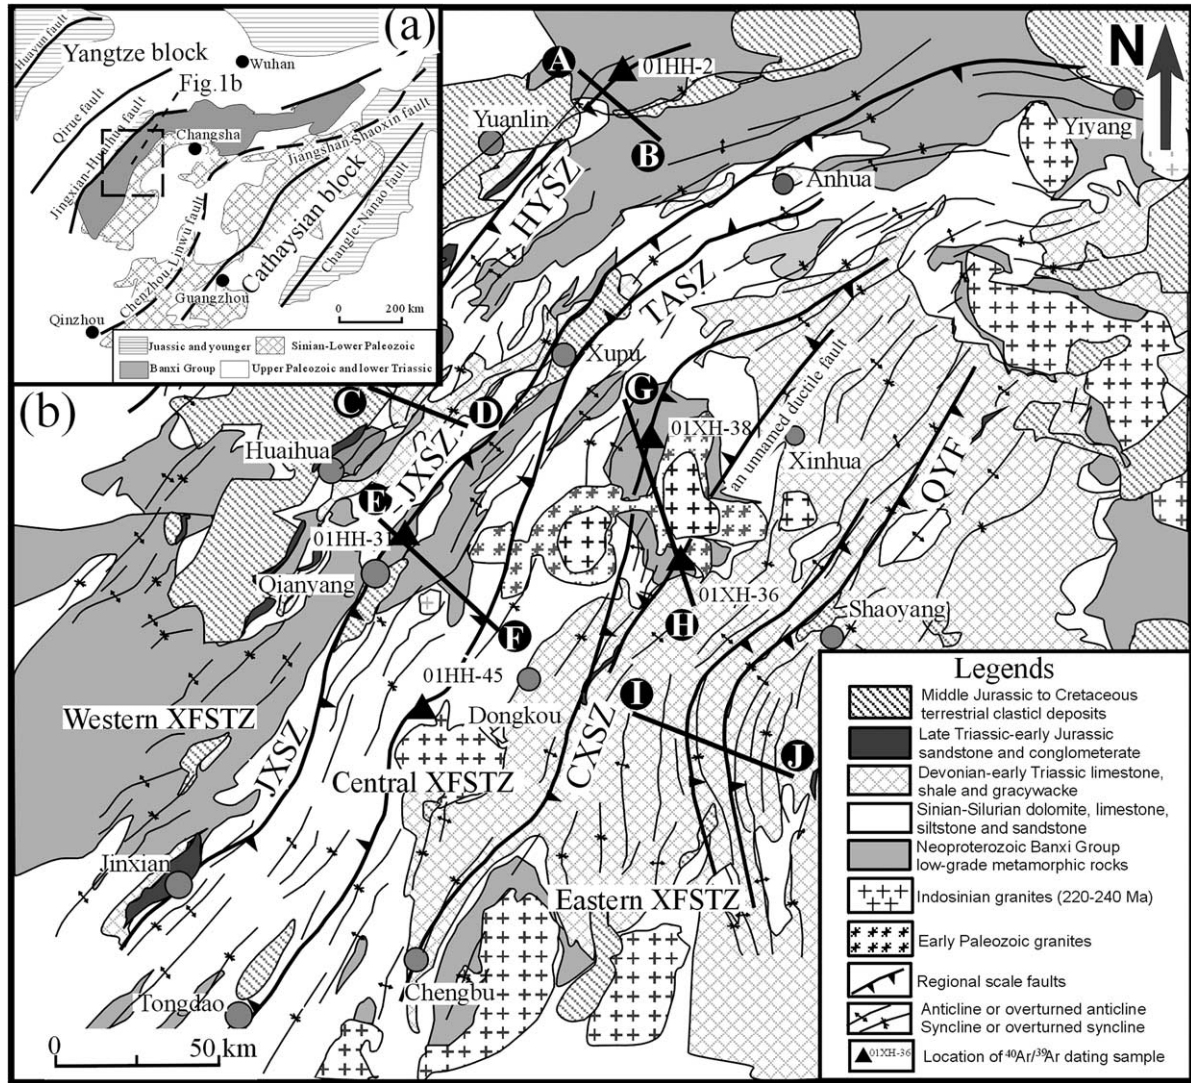 (a)
Huayun fault
Yangtze block
Wuhan
Fig.1b
Qirue fault
Jingxian-Huaihua fault
Changsha
Jiangshan-Shaoxin fault
Cathaysian block
Changle-Nanao fault
Chenzhou-Linwu fault
Guangzhou
Qinzhou
0 200 km
Juassic and younger
Sinian-Lower Paleozoic
Banxi Group
Upper Paleozoic and lower Triassic
(b)
N
A
01HH-2
Yuanlin
B
Yiyang
Anhua
HYSZ
TASZ
Xupu
an unnamed ductile fault
C
D
G
01XH-38
Huaihua
Xinhua
JXSZ
QYF
E
01HH-31
Qianyang
01XH-36
Shaoyang
F
H
01HH-45
I
Dongkou
Western XFSTZ
JXSZ
Central XFSTZ
CXSZ
J
Jinxian
Eastern XFSTZ
Chengbu
Tongdao
0 50 km
Legends
Middle Jurassic to Cretaceous
terrestrial clasticl deposits
Late Triassic-early Jurassic
sandstone and conglometerate
Devonian-early Triassic limestone,
shale and gracywacke
Sinian-Silurian dolomite, limestone,
siltstone and sandstone
Neoproterozoic Banxi Group
low-grade metamorphic rocks
Indosinian granites (220-240 Ma)
Early Paleozoic granites
Regional scale faults
Anticline or overturned anticline
Syncline or overturned syncline
01XH-36
Location of ⁴⁰Ar/³⁹Ar dating sample